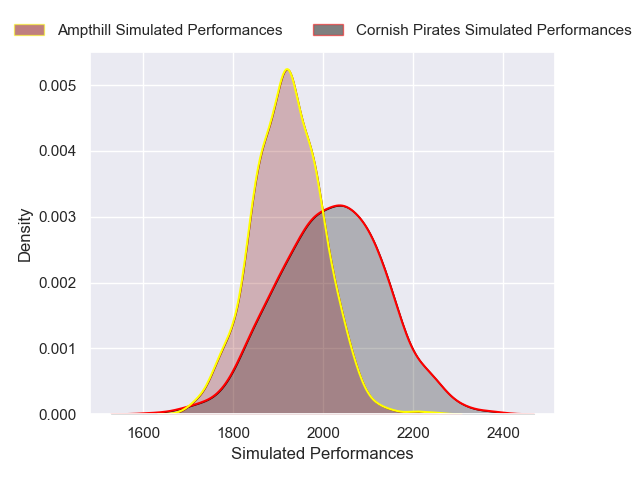 Ampthill Simulated Performances
Cornish Pirates Simulated Performances
0.005
0.004
0.003
0.002
0.001
0.000
Density
1600 1800 2000 2200 2400
Simulated Performances